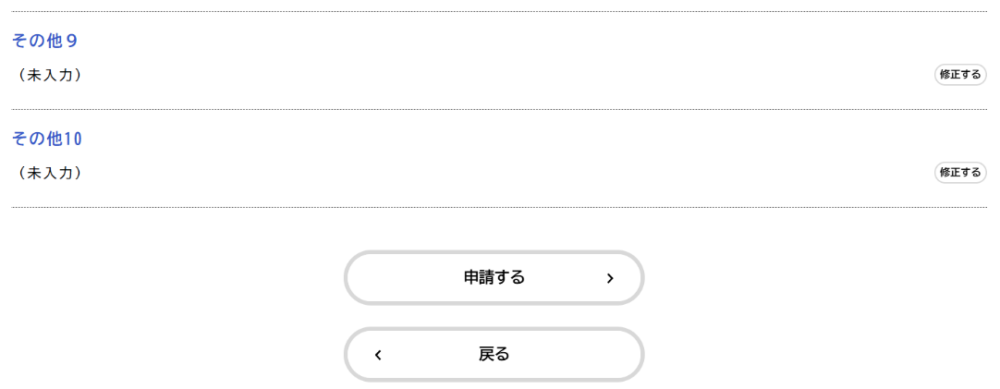 その他９
（未入力）
修正する
その他10
（未入力）
修正する
申請する
戻る